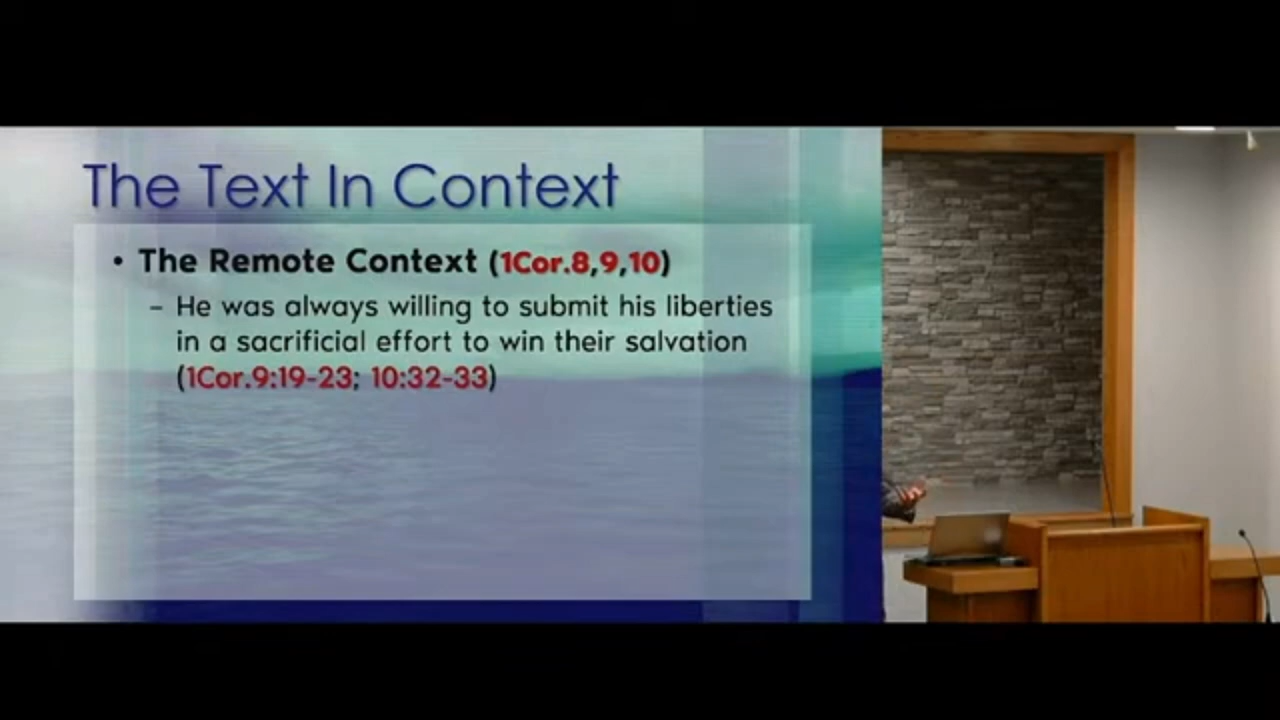 The Text In Context
• The Remote Context (1Cor.8,9,10)
– He was always willing to submit his liberties
in a sacrificial effort to win their salvation
(1Cor.9:19-23; 10:32-33)